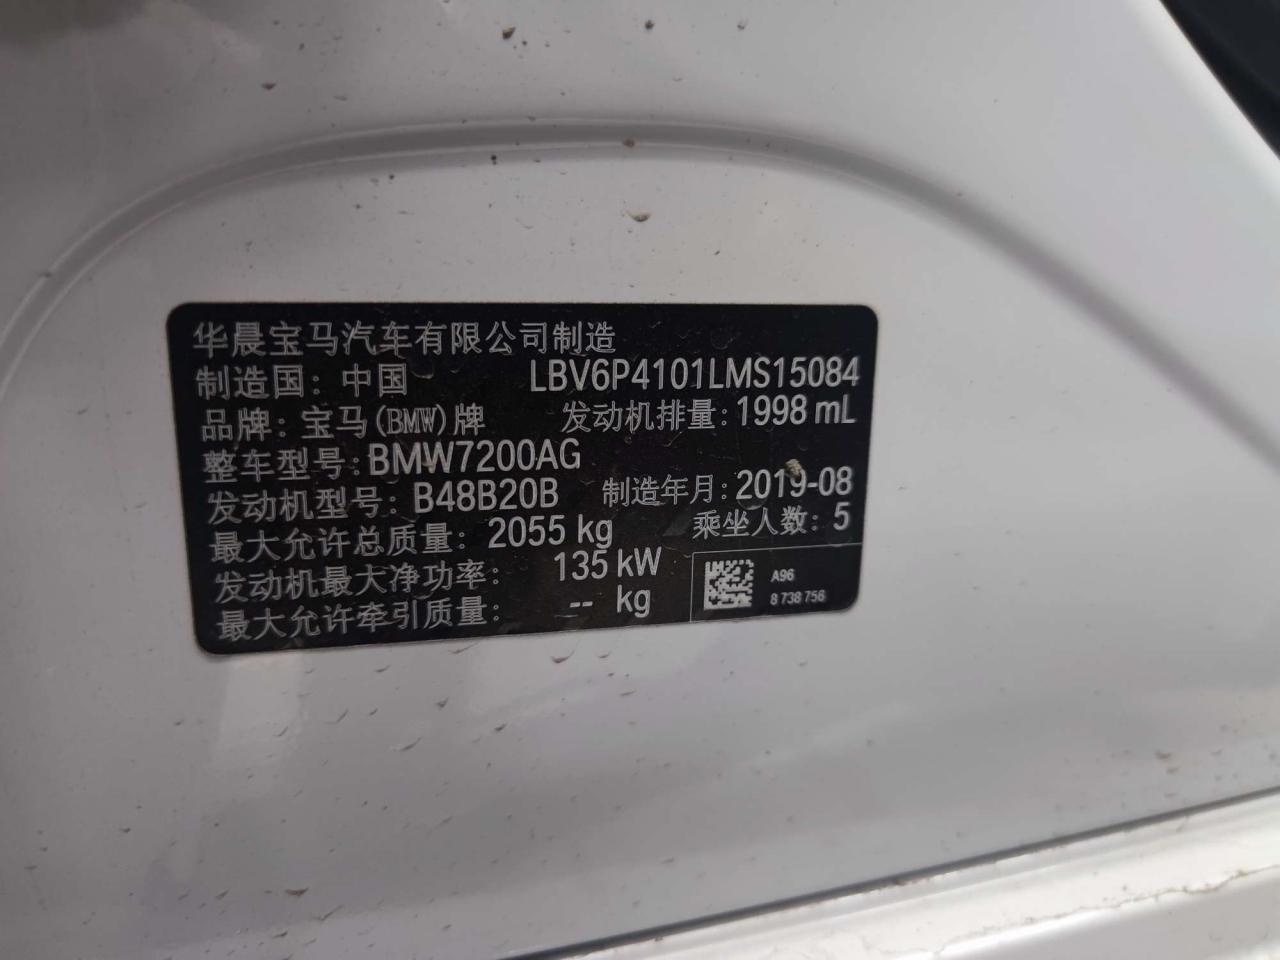 华晨宝马汽车有限公司制造
制造国：中国 LBV6P4101LMS15084
品牌：宝马(BMW)牌 发动机排量：1998 mL
整车型号：BMW7200AG
发动机型号：B48B20B 制造年月：2019-08
最大允许总质量：2055 kg 乘坐人数：5
发动机最大净功率：135 kW
最大允许牵引质量：-- kg
A96
8 738 756